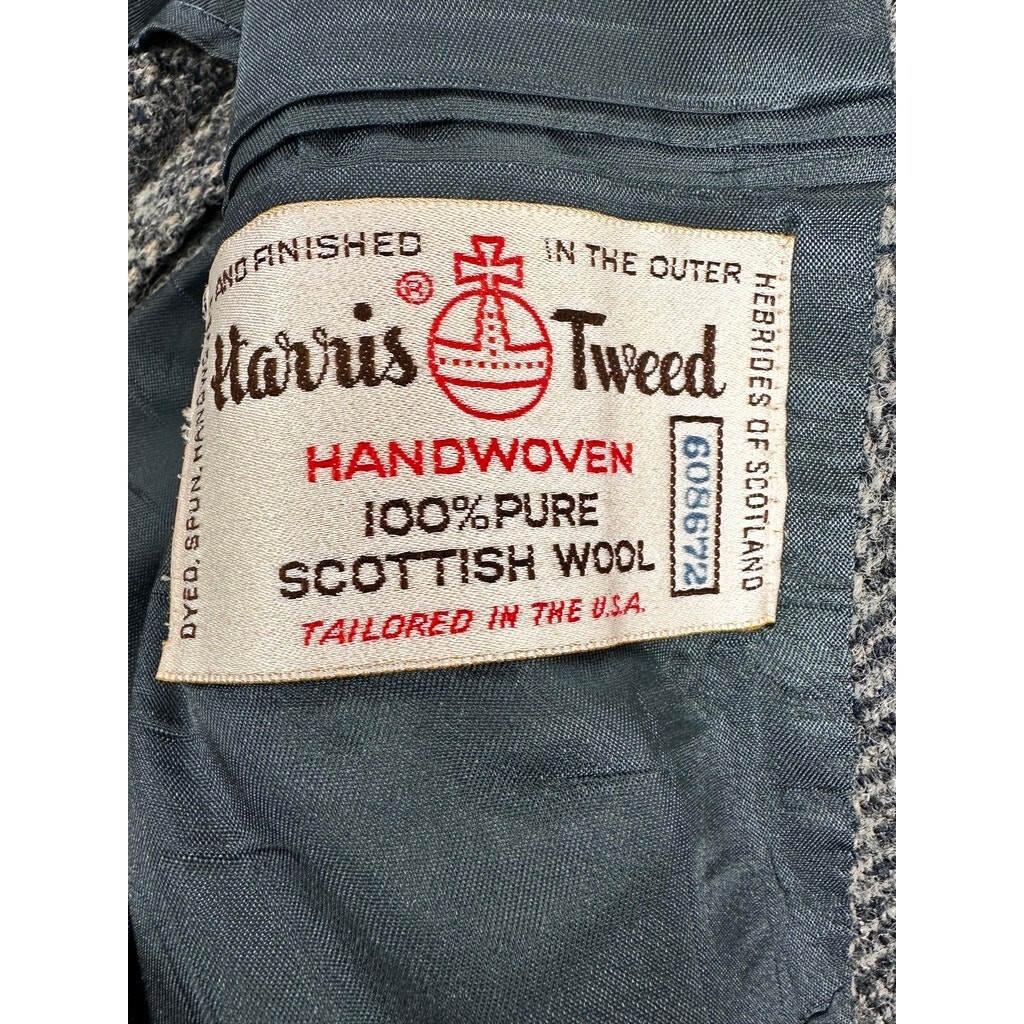 DYED, SPUN, HANDWOVEN, AND FINISHED IN THE OUTER HEBRIDES OF SCOTLAND
Harris ® Tweed
HANDWOVEN
100% PURE
SCOTTISH WOOL
TAILORED IN THE U.S.A.
608672